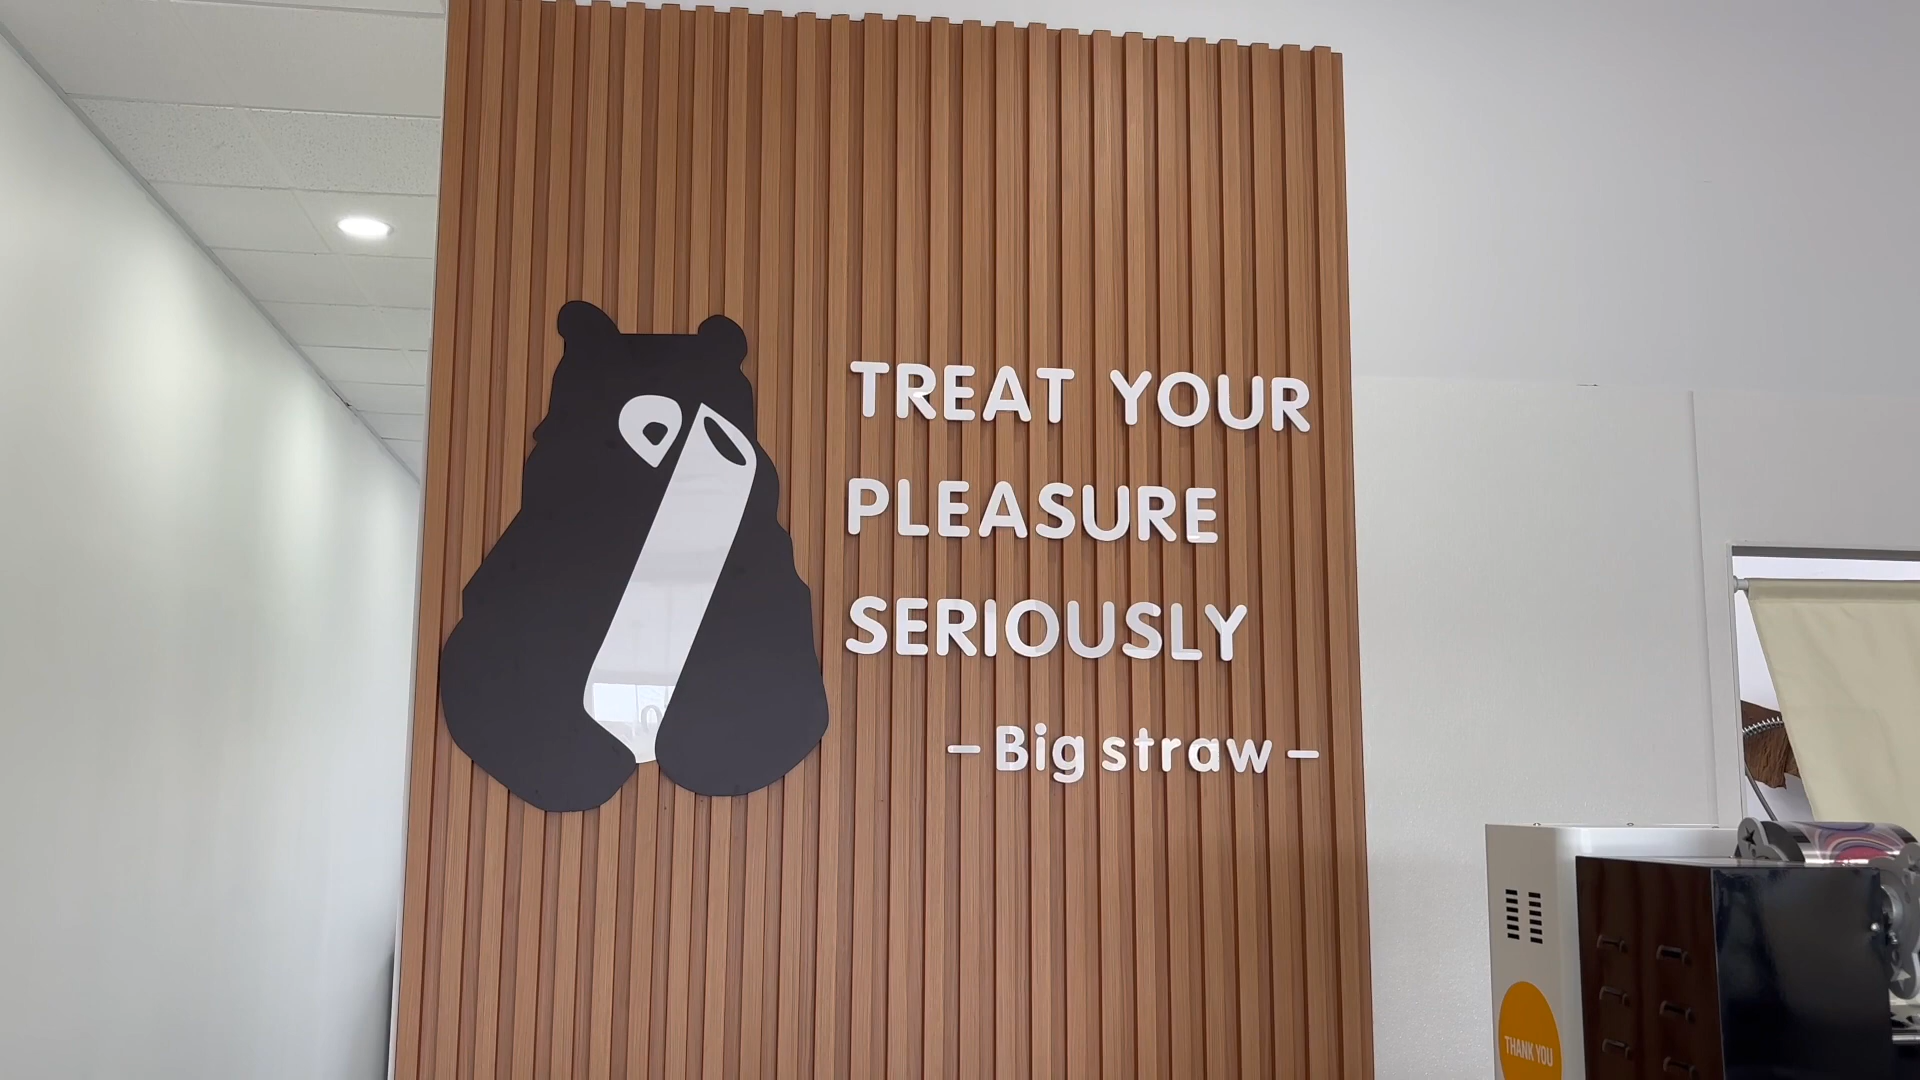 TREAT YOUR
PLEASURE
SERIOUSLY
– Big straw –
THANK YOU